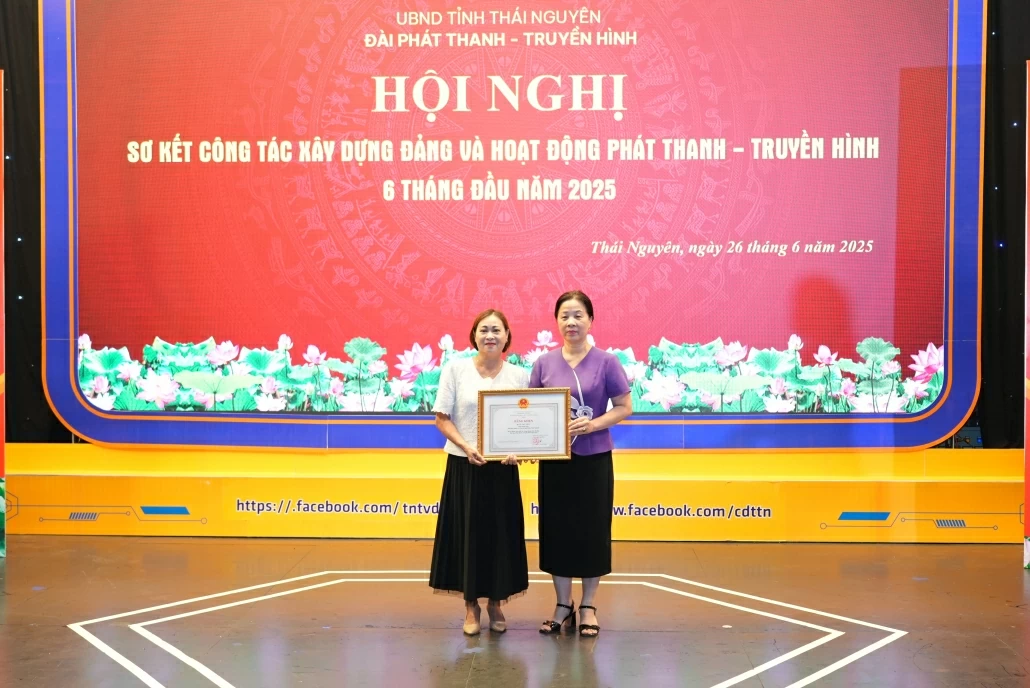 UBND TỈNH THÁI NGUYÊN
ĐÀI PHÁT THANH - TRUYỀN HÌNH
HỘI NGHỊ
SƠ KẾT CÔNG TÁC XÂY DỰNG ĐẢNG VÀ HOẠT ĐỘNG PHÁT THANH - TRUYỀN HÌNH
6 THÁNG ĐẦU NĂM 2025
Thái Nguyên, ngày 26 tháng 6 năm 2025
https://.facebook.com/ tntvd
w.facebook.com/cdttn